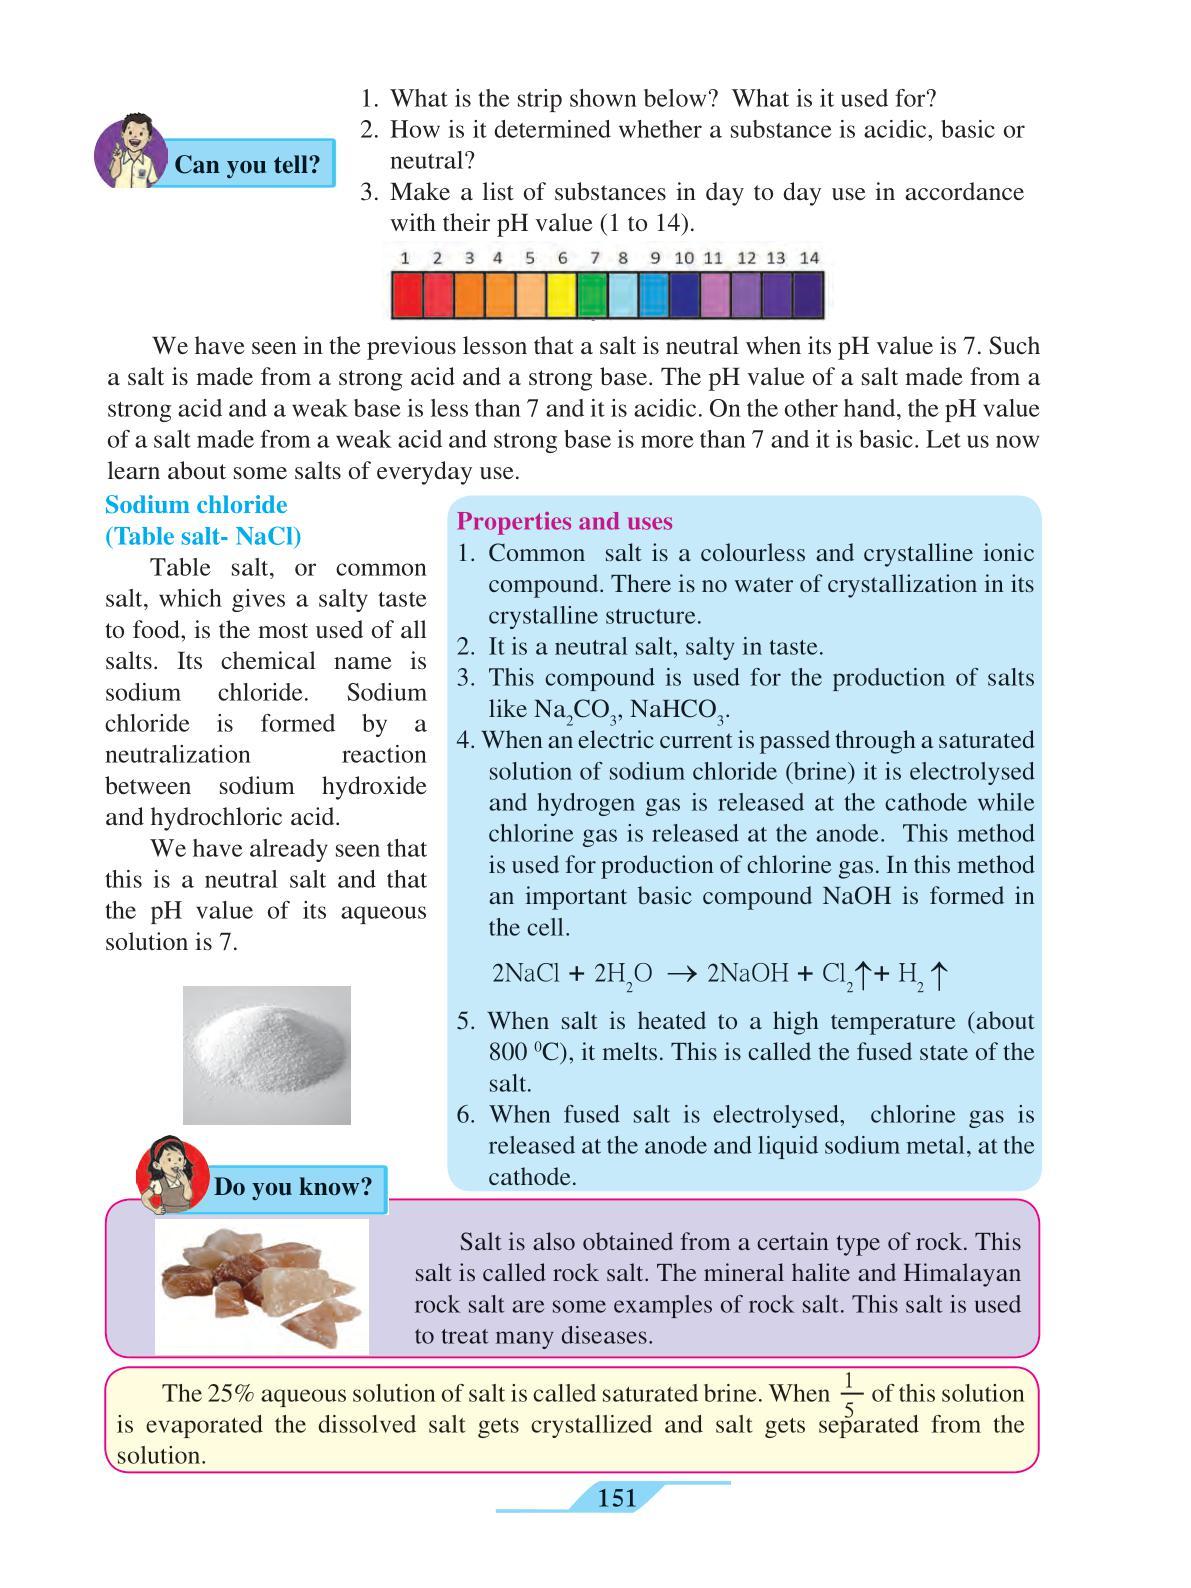 1. What is the strip shown below? What is it used for?
2. How is it determined whether a substance is acidic, basic or
neutral?
3. Make a list of substances in day to day use in accordance
with their pH value (1 to 14).
Can you tell?
1 2 3 4 5 6 7 8 9 10 11 12 13 14
We have seen in the previous lesson that a salt is neutral when its pH value is 7. Such
a salt is made from a strong acid and a strong base. The pH value of a salt made from a
strong acid and a weak base is less than 7 and it is acidic. On the other hand, the pH value
of a salt made from a weak acid and strong base is more than 7 and it is basic. Let us now
learn about some salts of everyday use.
Sodium chloride
(Table salt- NaCl)
Table salt, or common
salt, which gives a salty taste
to food, is the most used of all
salts. Its chemical name is
sodium chloride. Sodium
chloride is formed by a
neutralization reaction
between sodium hydroxide
and hydrochloric acid.
We have already seen that
this is a neutral salt and that
the pH value of its aqueous
solution is 7.
Properties and uses
1. Common salt is a colourless and crystalline ionic
compound. There is no water of crystallization in its
crystalline structure.
2. It is a neutral salt, salty in taste.
3. This compound is used for the production of salts
like Na₂CO₃, NaHCO₃.
4. When an electric current is passed through a saturated
solution of sodium chloride (brine) it is electrolysed
and hydrogen gas is released at the cathode while
chlorine gas is released at the anode. This method
is used for production of chlorine gas. In this method
an important basic compound NaOH is formed in
the cell.
2NaCl + 2H₂O → 2NaOH + Cl₂↑+ H₂ ↑
5. When salt is heated to a high temperature (about
800 ⁰C), it melts. This is called the fused state of the
salt.
6. When fused salt is electrolysed, chlorine gas is
released at the anode and liquid sodium metal, at the
cathode.
Do you know?
Salt is also obtained from a certain type of rock. This
salt is called rock salt. The mineral halite and Himalayan
rock salt are some examples of rock salt. This salt is used
to treat many diseases.
The 25% aqueous solution of salt is called saturated brine. When 1/5 of this solution
is evaporated the dissolved salt gets crystallized and salt gets separated from the
solution.
151